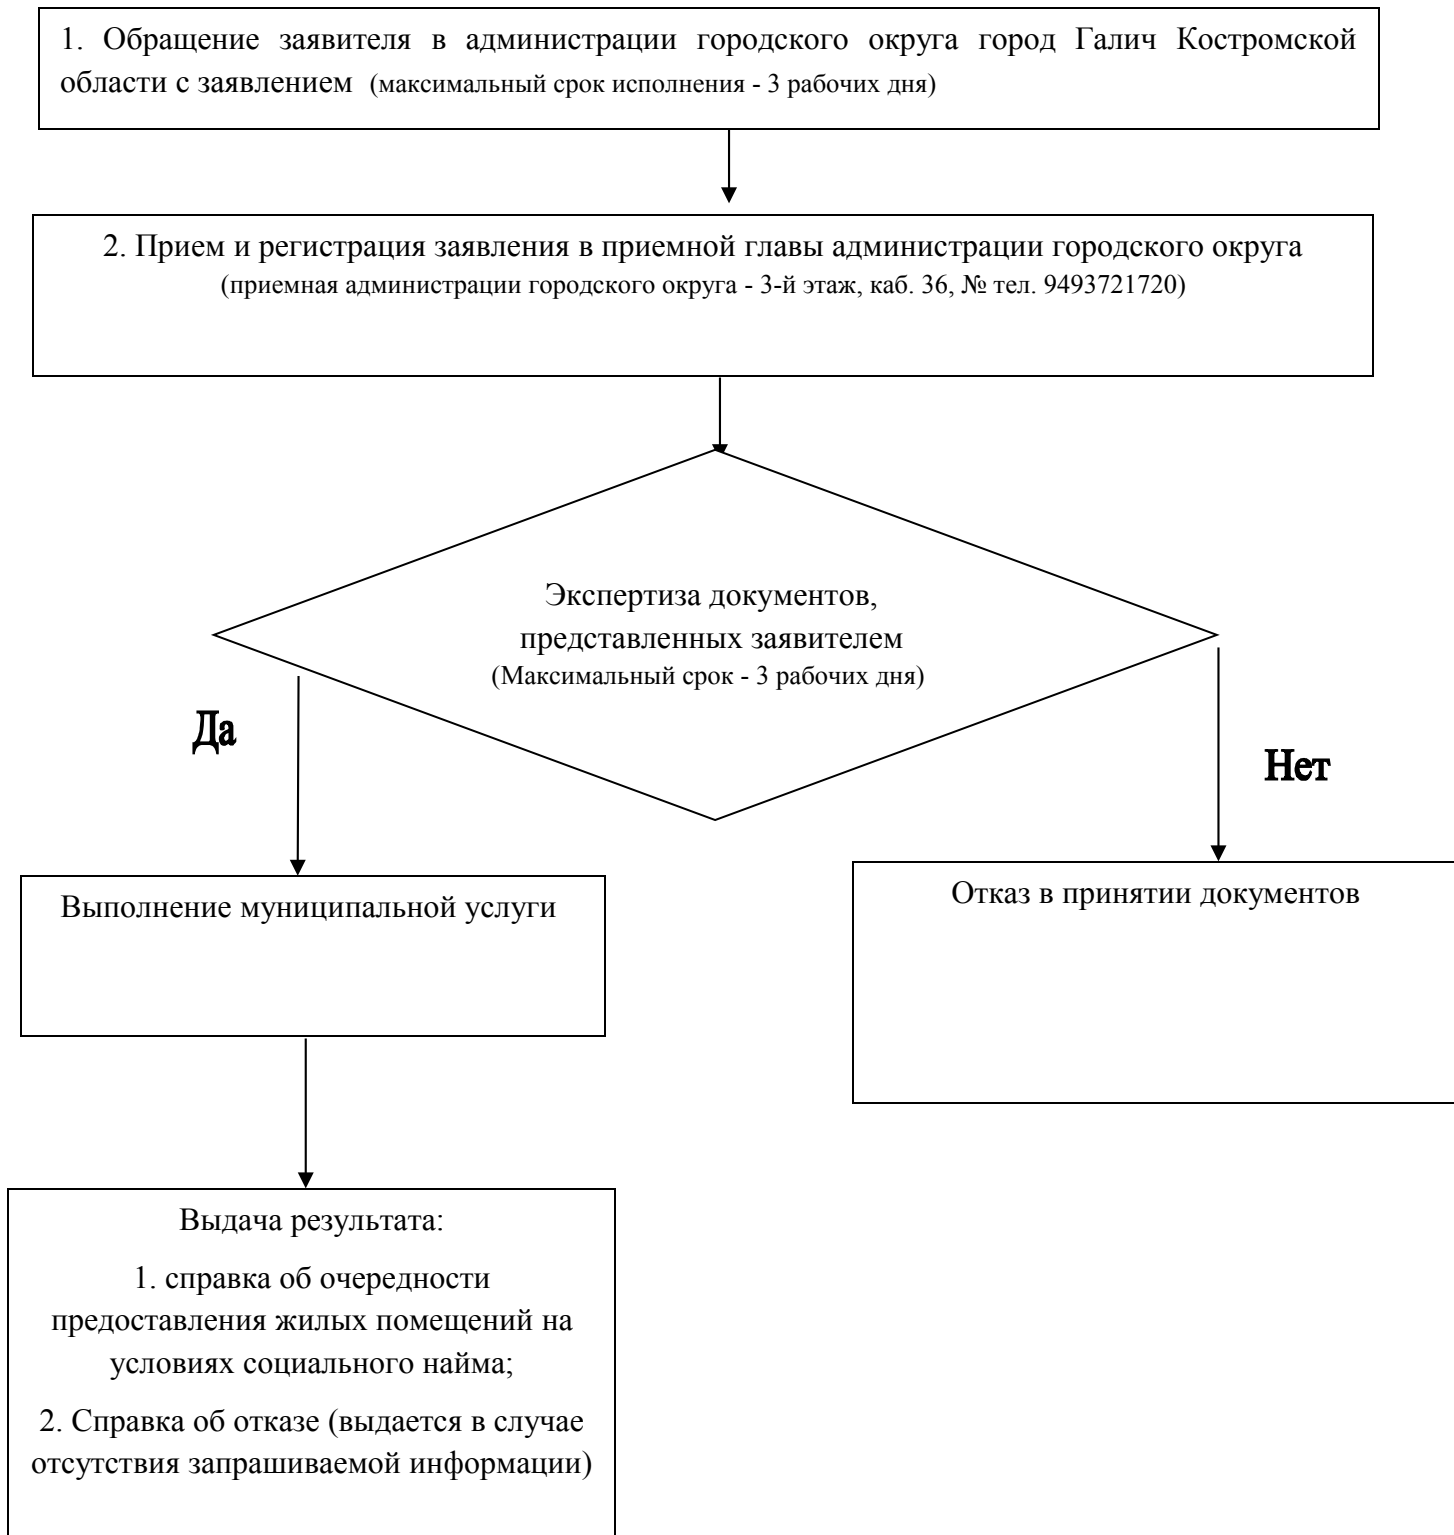 1. Обращение заявителя в администрации городского округа город Галич Костромской
области с заявлением (максимальный срок исполнения - 3 рабочих дня)
2. Прием и регистрация заявления в приемной главы администрации городского округа
(приемная администрации городского округа - 3-й этаж, каб. 36, № тел. 9493721720)
Экспертиза документов,
представленных заявителем
(Максимальный срок - 3 рабочих дня)
Да
Нет
Выполнение муниципальной услуги
Отказ в принятии документов
Выдача результата:
1. справка об очередности
предоставления жилых помещений на
условиях социального найма;
2. Справка об отказе (выдается в случае
отсутствия запрашиваемой информации)